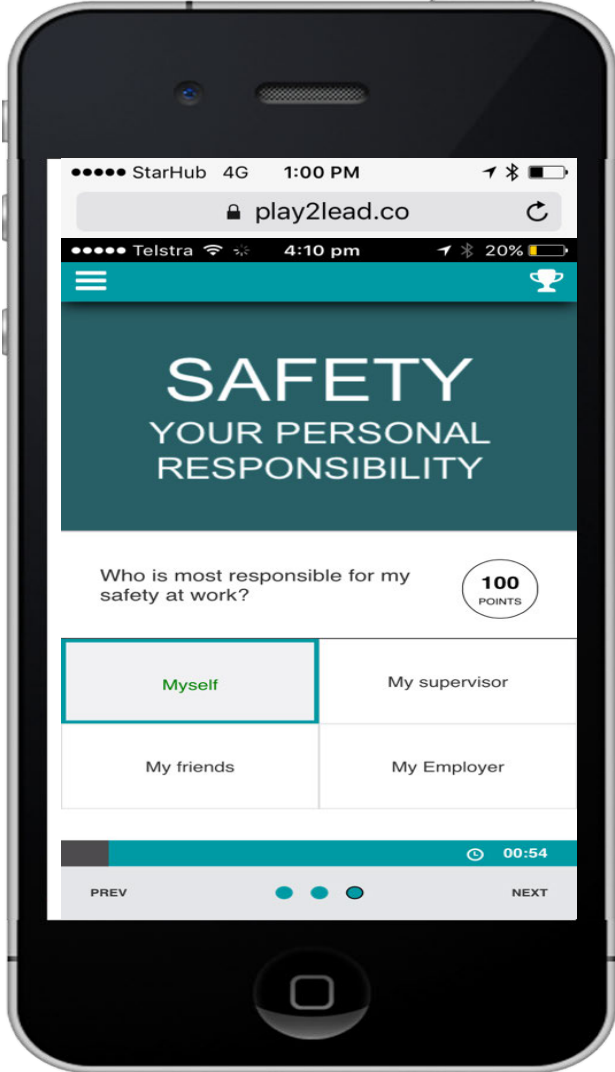 StarHub 4G 1:00 PM
play2lead.co
Telstra 4:10 pm 20%
SAFETY
YOUR PERSONAL
RESPONSIBILITY
Who is most responsible for my
safety at work?
100
POINTS
Myself
My supervisor
My friends
My Employer
00:54
PREV
NEXT